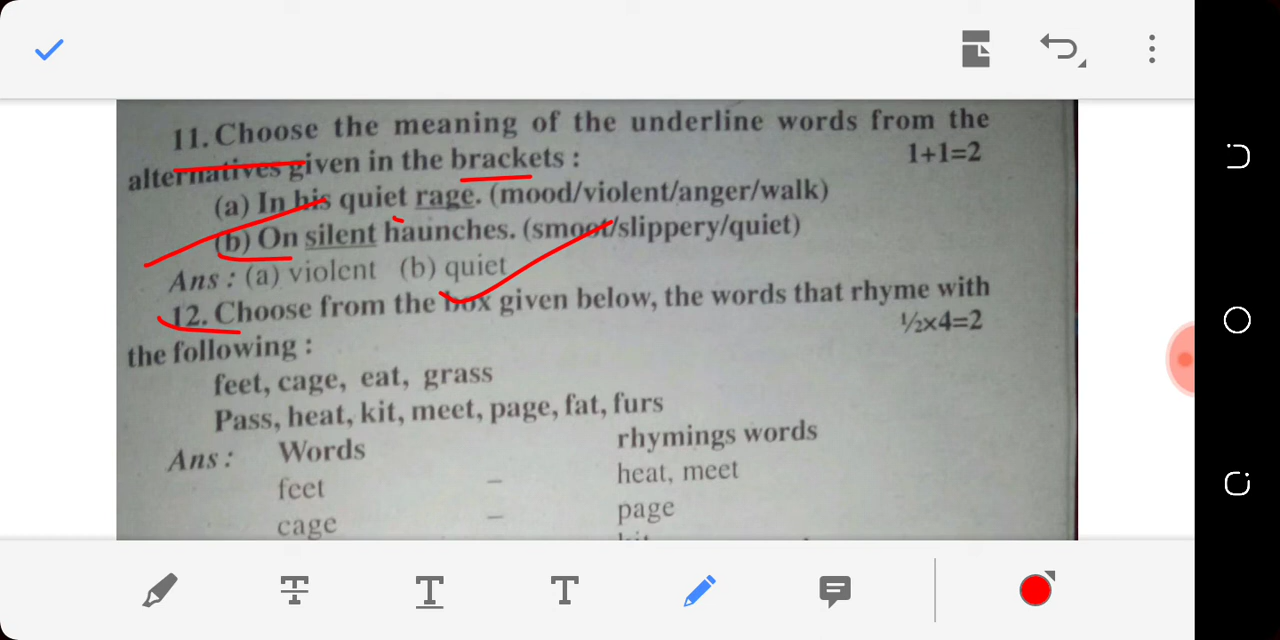 11. Choose the meaning of the underline words from the
alternatives given in the brackets :
1+1=2
(a) In his quiet rage. (mood/violent/anger/walk)
(b) On silent haunches. (smoot/slippery/quiet)
Ans : (a) violent (b) quiet
12. Choose from the box given below, the words that rhyme with
the following :
½x4=2
feet, cage, eat, grass
Pass, heat, kit, meet, page, fat, furs
Ans : Words rhymings words
feet – heat, meet
cage – page